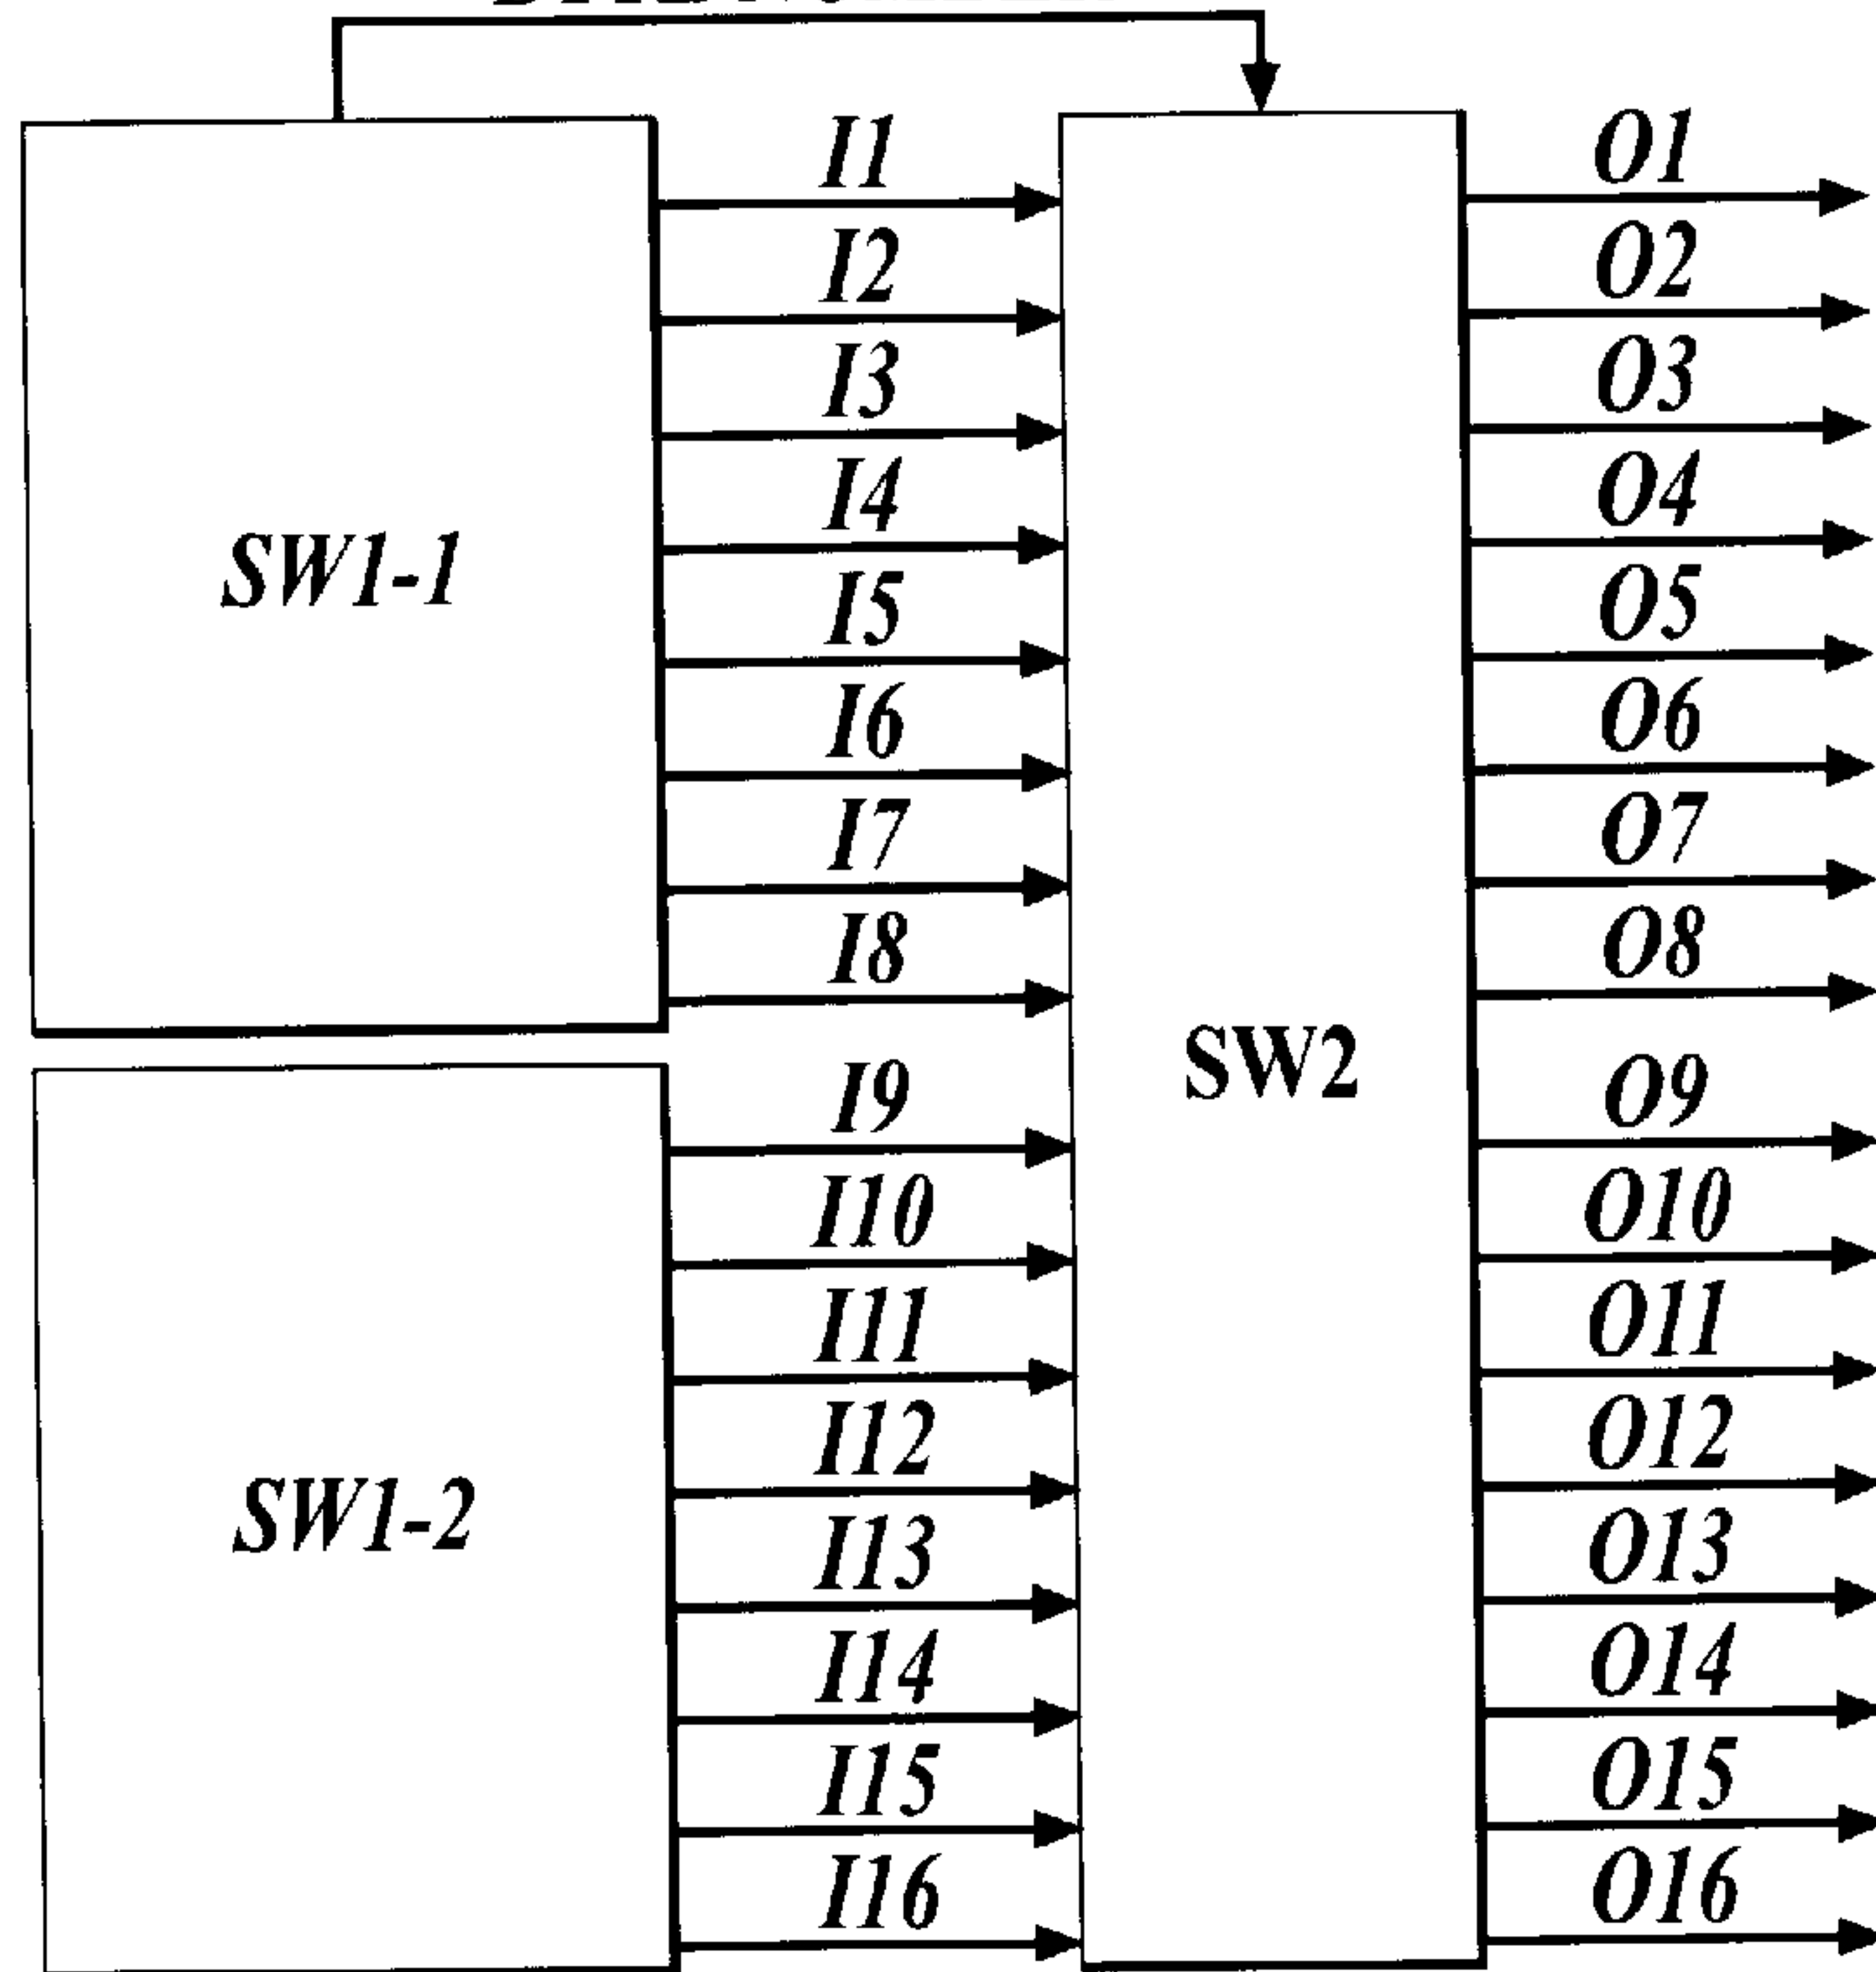 I1 O1
I2 O2
I3 O3
I4 O4
SW1-1
I5 O5
I6 O6
I7 O7
I8 O8
SW2
I9 O9
I10 O10
I11 O11
I12 O12
SW1-2
I13 O13
I14 O14
I15 O15
I16 O16